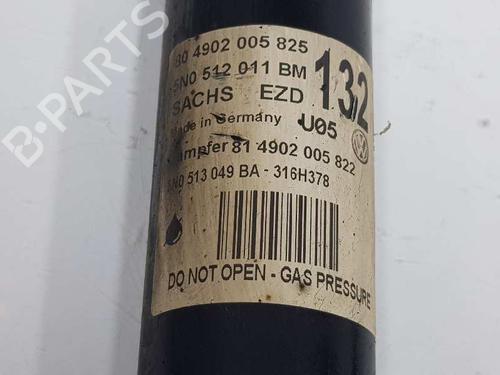 80 4902 005 825
5N0 512 011 BM
132
SACHS EZD
Made in Germany U05
Dämpfer 81 4902 005 822
5N0 513 049 BA - 316H378
DO NOT OPEN - GAS PRESSURE
B-PARTS